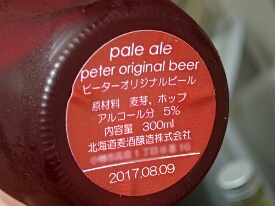 pale ale
peter original beer
ピーターオリジナルビール
原材料　麦芽、ホップ
アルコール分　5%
内容量　300ml
北海道麦酒醸造株式会社
2017.08.09